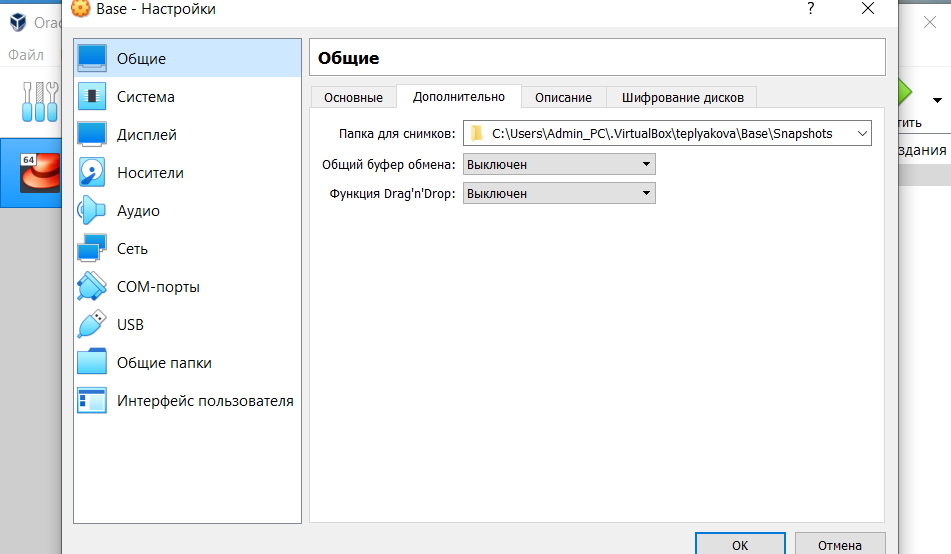 Base - Настройки
?
Orac
Файл
64
Общие
Система
Дисплей
Носители
Аудио
Сеть
COM-порты
USB
Общие папки
Интерфейс пользователя
Общие
Основные
Дополнительно
Описание
Шифрование дисков
Папка для снимков: C:\Users\Admin_PC\.VirtualBox\teplyakova\Base\Snapshots
Общий буфер обмена: Выключен
Функция Drag'n'Drop: Выключен
тить
здания
OK
Отмена